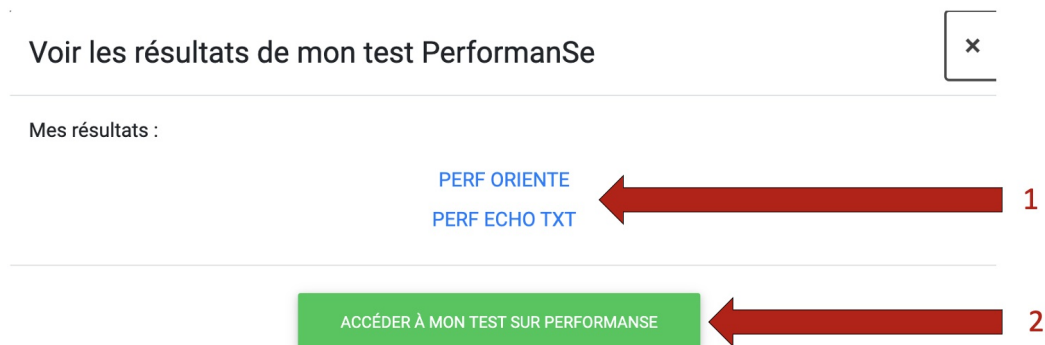 Voir les résultats de mon test PerformanSe
×
Mes résultats :
PERF ORIENTE
1
PERF ECHO TXT
ACCÉDER À MON TEST SUR PERFORMANSE
2